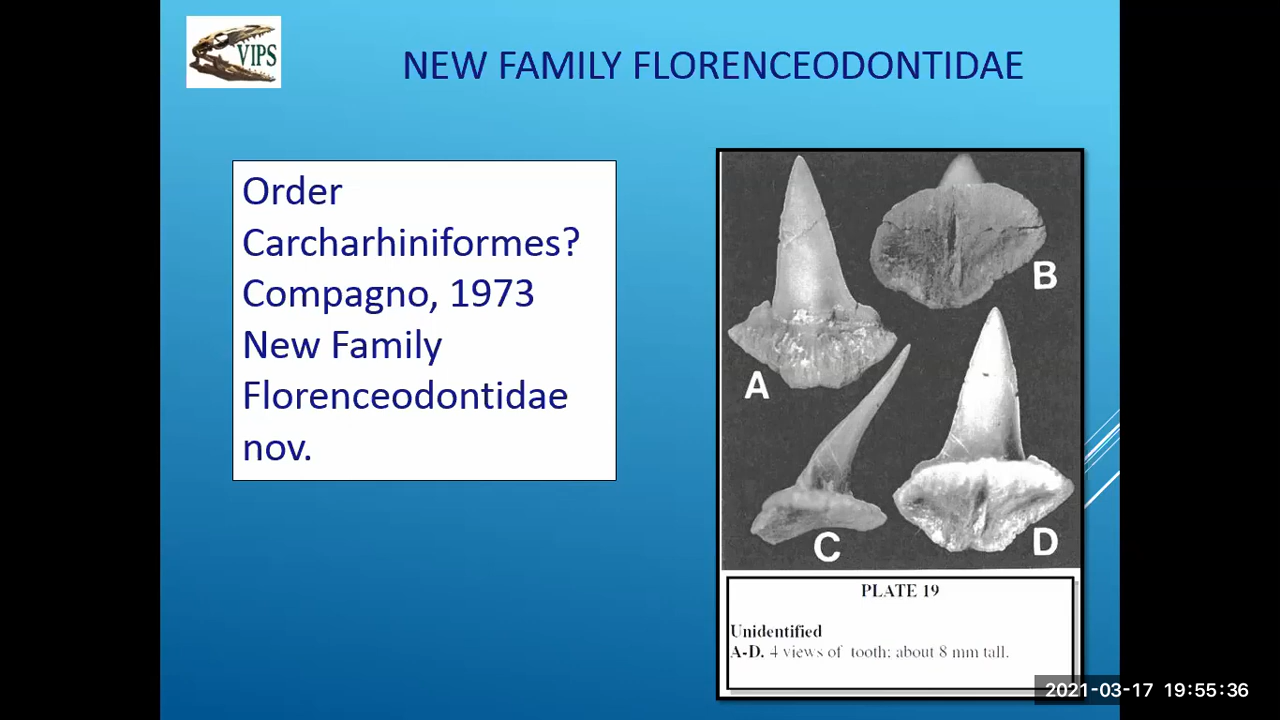 VIPS
NEW FAMILY FLORENCEODONTIDAE
Order
Carcharhiniformes?
Compagno, 1973
New Family
Florenceodontidae
nov.
A
B
C
D
PLATE 19
Unidentified
A-D. 4 views of tooth; about 8 mm tall.
2021-03-17 19:55:36